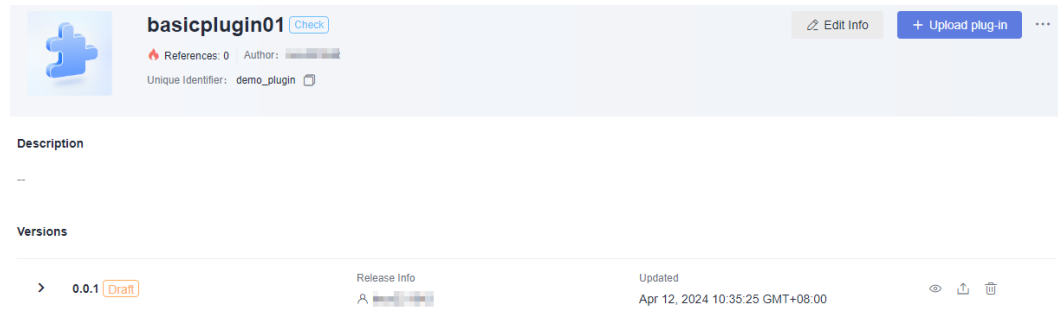 basicplugin01 Check
Edit Info
+ Upload plug-in
References: 0 Author:
Unique Identifier: demo_plugin
Description
--
Versions
0.0.1 Draft
Release Info
Updated
Apr 12, 2024 10:35:25 GMT+08:00